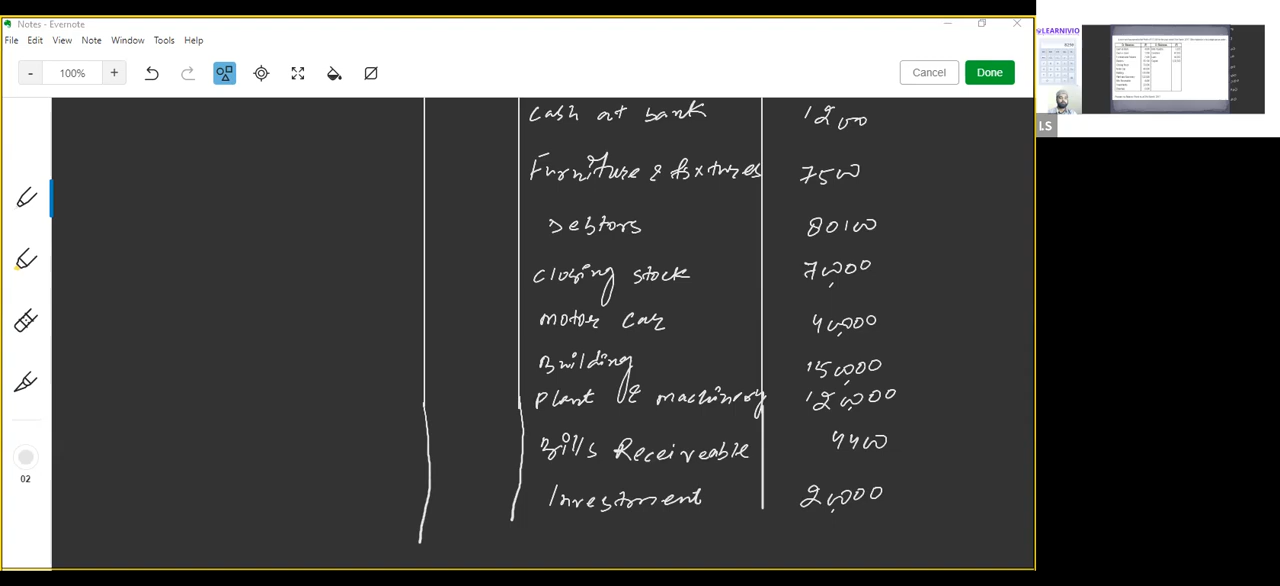 Notes - Evernote
File Edit View Note Window Tools Help
- 100% + Cancel Done
LEARNIVIO
LS
Cash at bank 1200
Furniture & fixtures 7500
Debtors 80100
Closing stock 70,000
Motor Car 40,000
Building 150,000
Plant & machinery 120,000
Bills Receiveable 4400
Investment 20,000
02